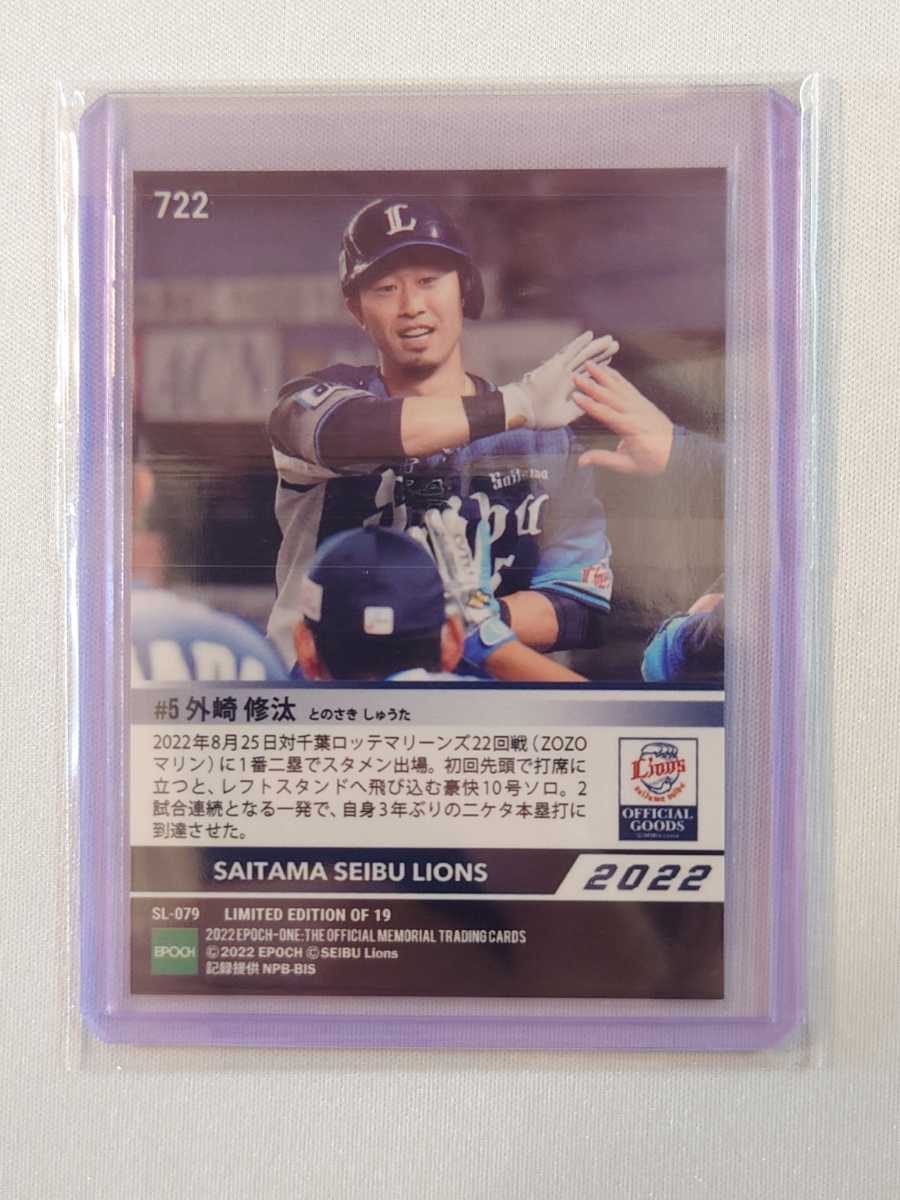 722
L
Saitama
#5 外崎 修汰 とのさき しゅうた
2022年8月25日対千葉ロッテマリーンズ22回戦（ZOZO
マリン）に1番二塁でスタメン出場。初回先頭で打席に
立つと、レフトスタンドへ飛び込む豪快10号ソロ。2
試合連続となる一発で、自身3年ぶりの二ケタ本塁打に
到達させた。
Lions
saitama seibu
OFFICIAL
GOODS
©SEIBU Lions
SAITAMA SEIBU LIONS
2022
SL-079 LIMITED EDITION OF 19
EPOCH
2022 EPOCH-ONE:THE OFFICIAL MEMORIAL TRADING CARDS
©2022 EPOCH ©SEIBU Lions
記録提供 NPB-BIS